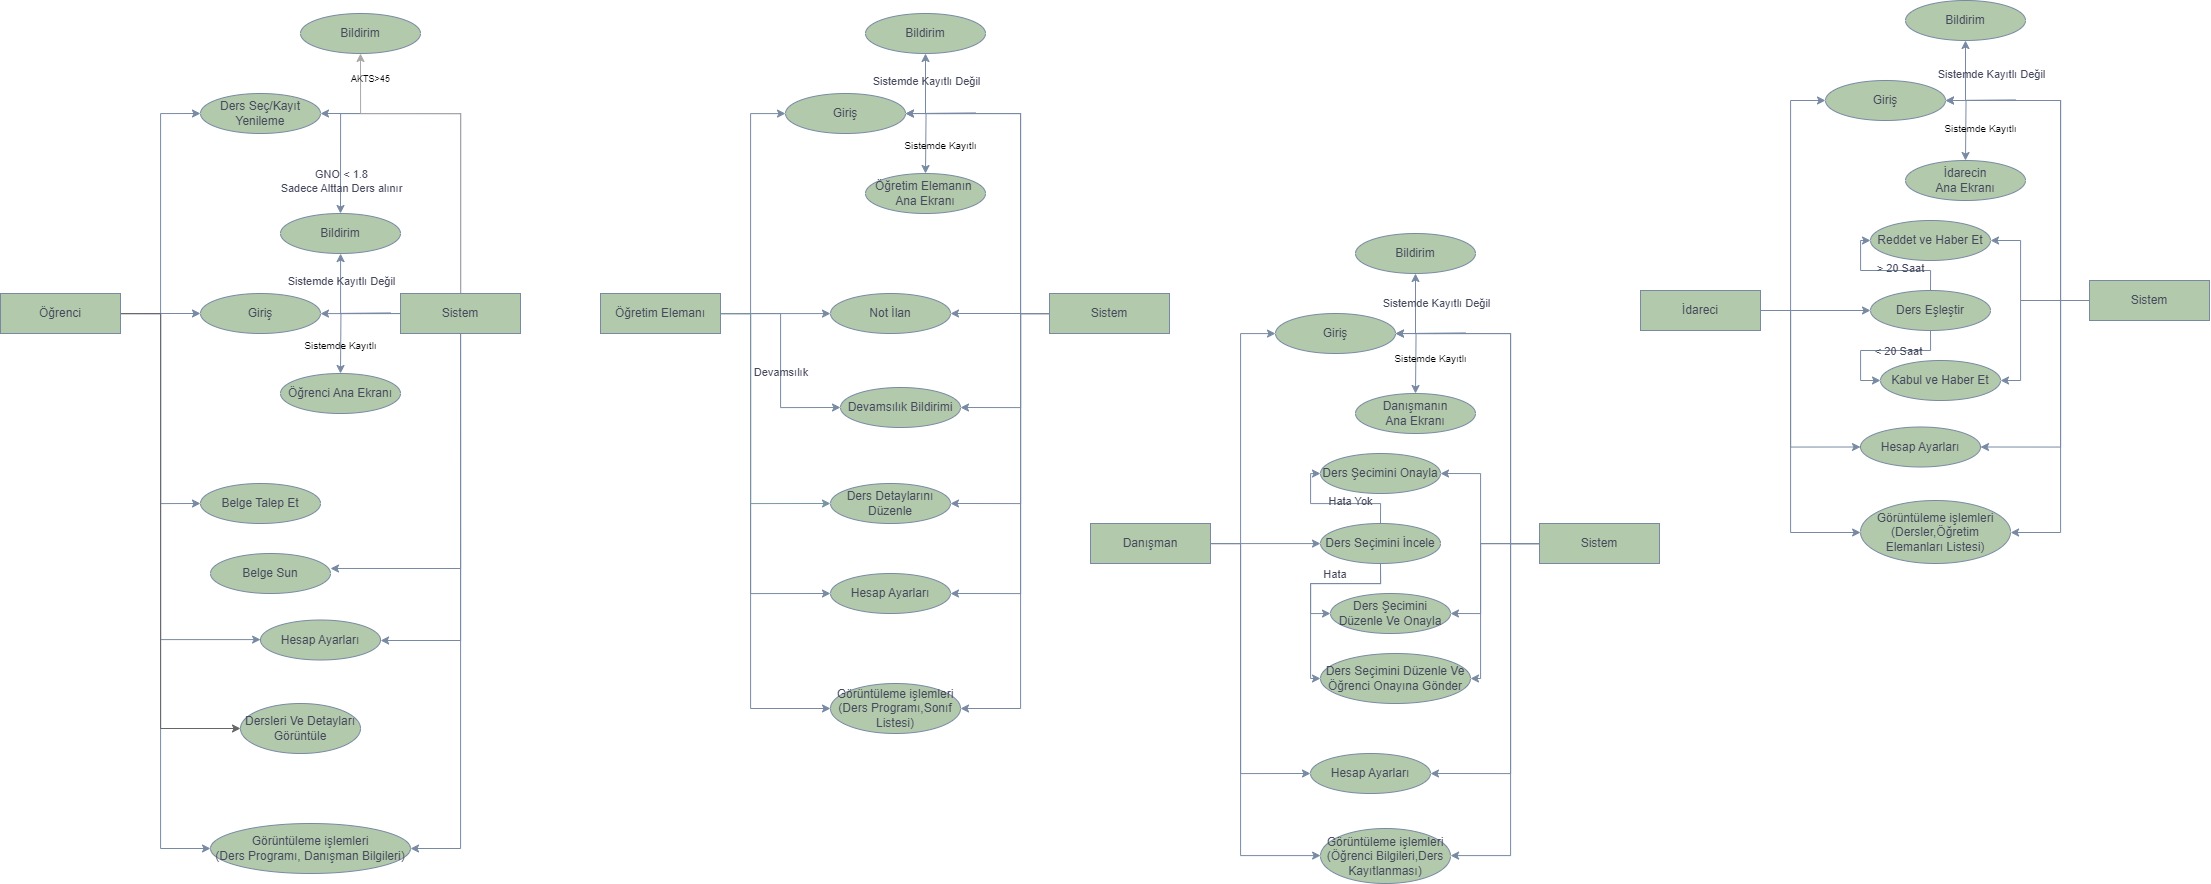 Bildirim
AKTS>45
Ders Seç/Kayıt
Yenileme
GNO < 1.8
Sadece Alttan Ders alınır
Bildirim
Sistemde Kayıtlı Değil
Öğrenci
Giriş
Sistem
Sistemde Kayıtlı
Öğrenci Ana Ekranı
Belge Talep Et
Belge Sun
Hesap Ayarları
Dersleri Ve Detayları
Görüntüle
Görüntüleme işlemleri
(Ders Programı, Danışman Bilgileri)
Bildirim
Sistemde Kayıtlı Değil
Giriş
Sistemde Kayıtlı
Öğretim Elemanın
Ana Ekranı
Öğretim Elemanı
Not İlan
Sistem
Devamsılık
Devamsılık Bildirimi
Ders Detaylarını
Düzenle
Hesap Ayarları
Görüntüleme işlemleri
(Ders Programı,Sonıf
Listesi)
Bildirim
Sistemde Kayıtlı Değil
Giriş
Sistemde Kayıtlı
Danışmanın
Ana Ekranı
Ders Şecimini Onayla
Hata Yok
Danışman
Ders Seçimini İncele
Sistem
Hata
Ders Şecimini
Düzenle Ve Onayla
Ders Seçimini Düzenle Ve
Öğrenci Onayına Gönder
Hesap Ayarları
Görüntüleme işlemleri
(Öğrenci Bilgileri,Ders
Kayıtlanması)
Bildirim
Sistemde Kayıtlı Değil
Giriş
Sistemde Kayıtlı
İdarecin
Ana Ekranı
Reddet ve Haber Et
> 20 Saat
İdareci
Ders Eşleştir
Sistem
< 20 Saat
Kabul ve Haber Et
Hesap Ayarları
Görüntüleme işlemleri
(Dersler,Öğretim
Elemanları Listesi)